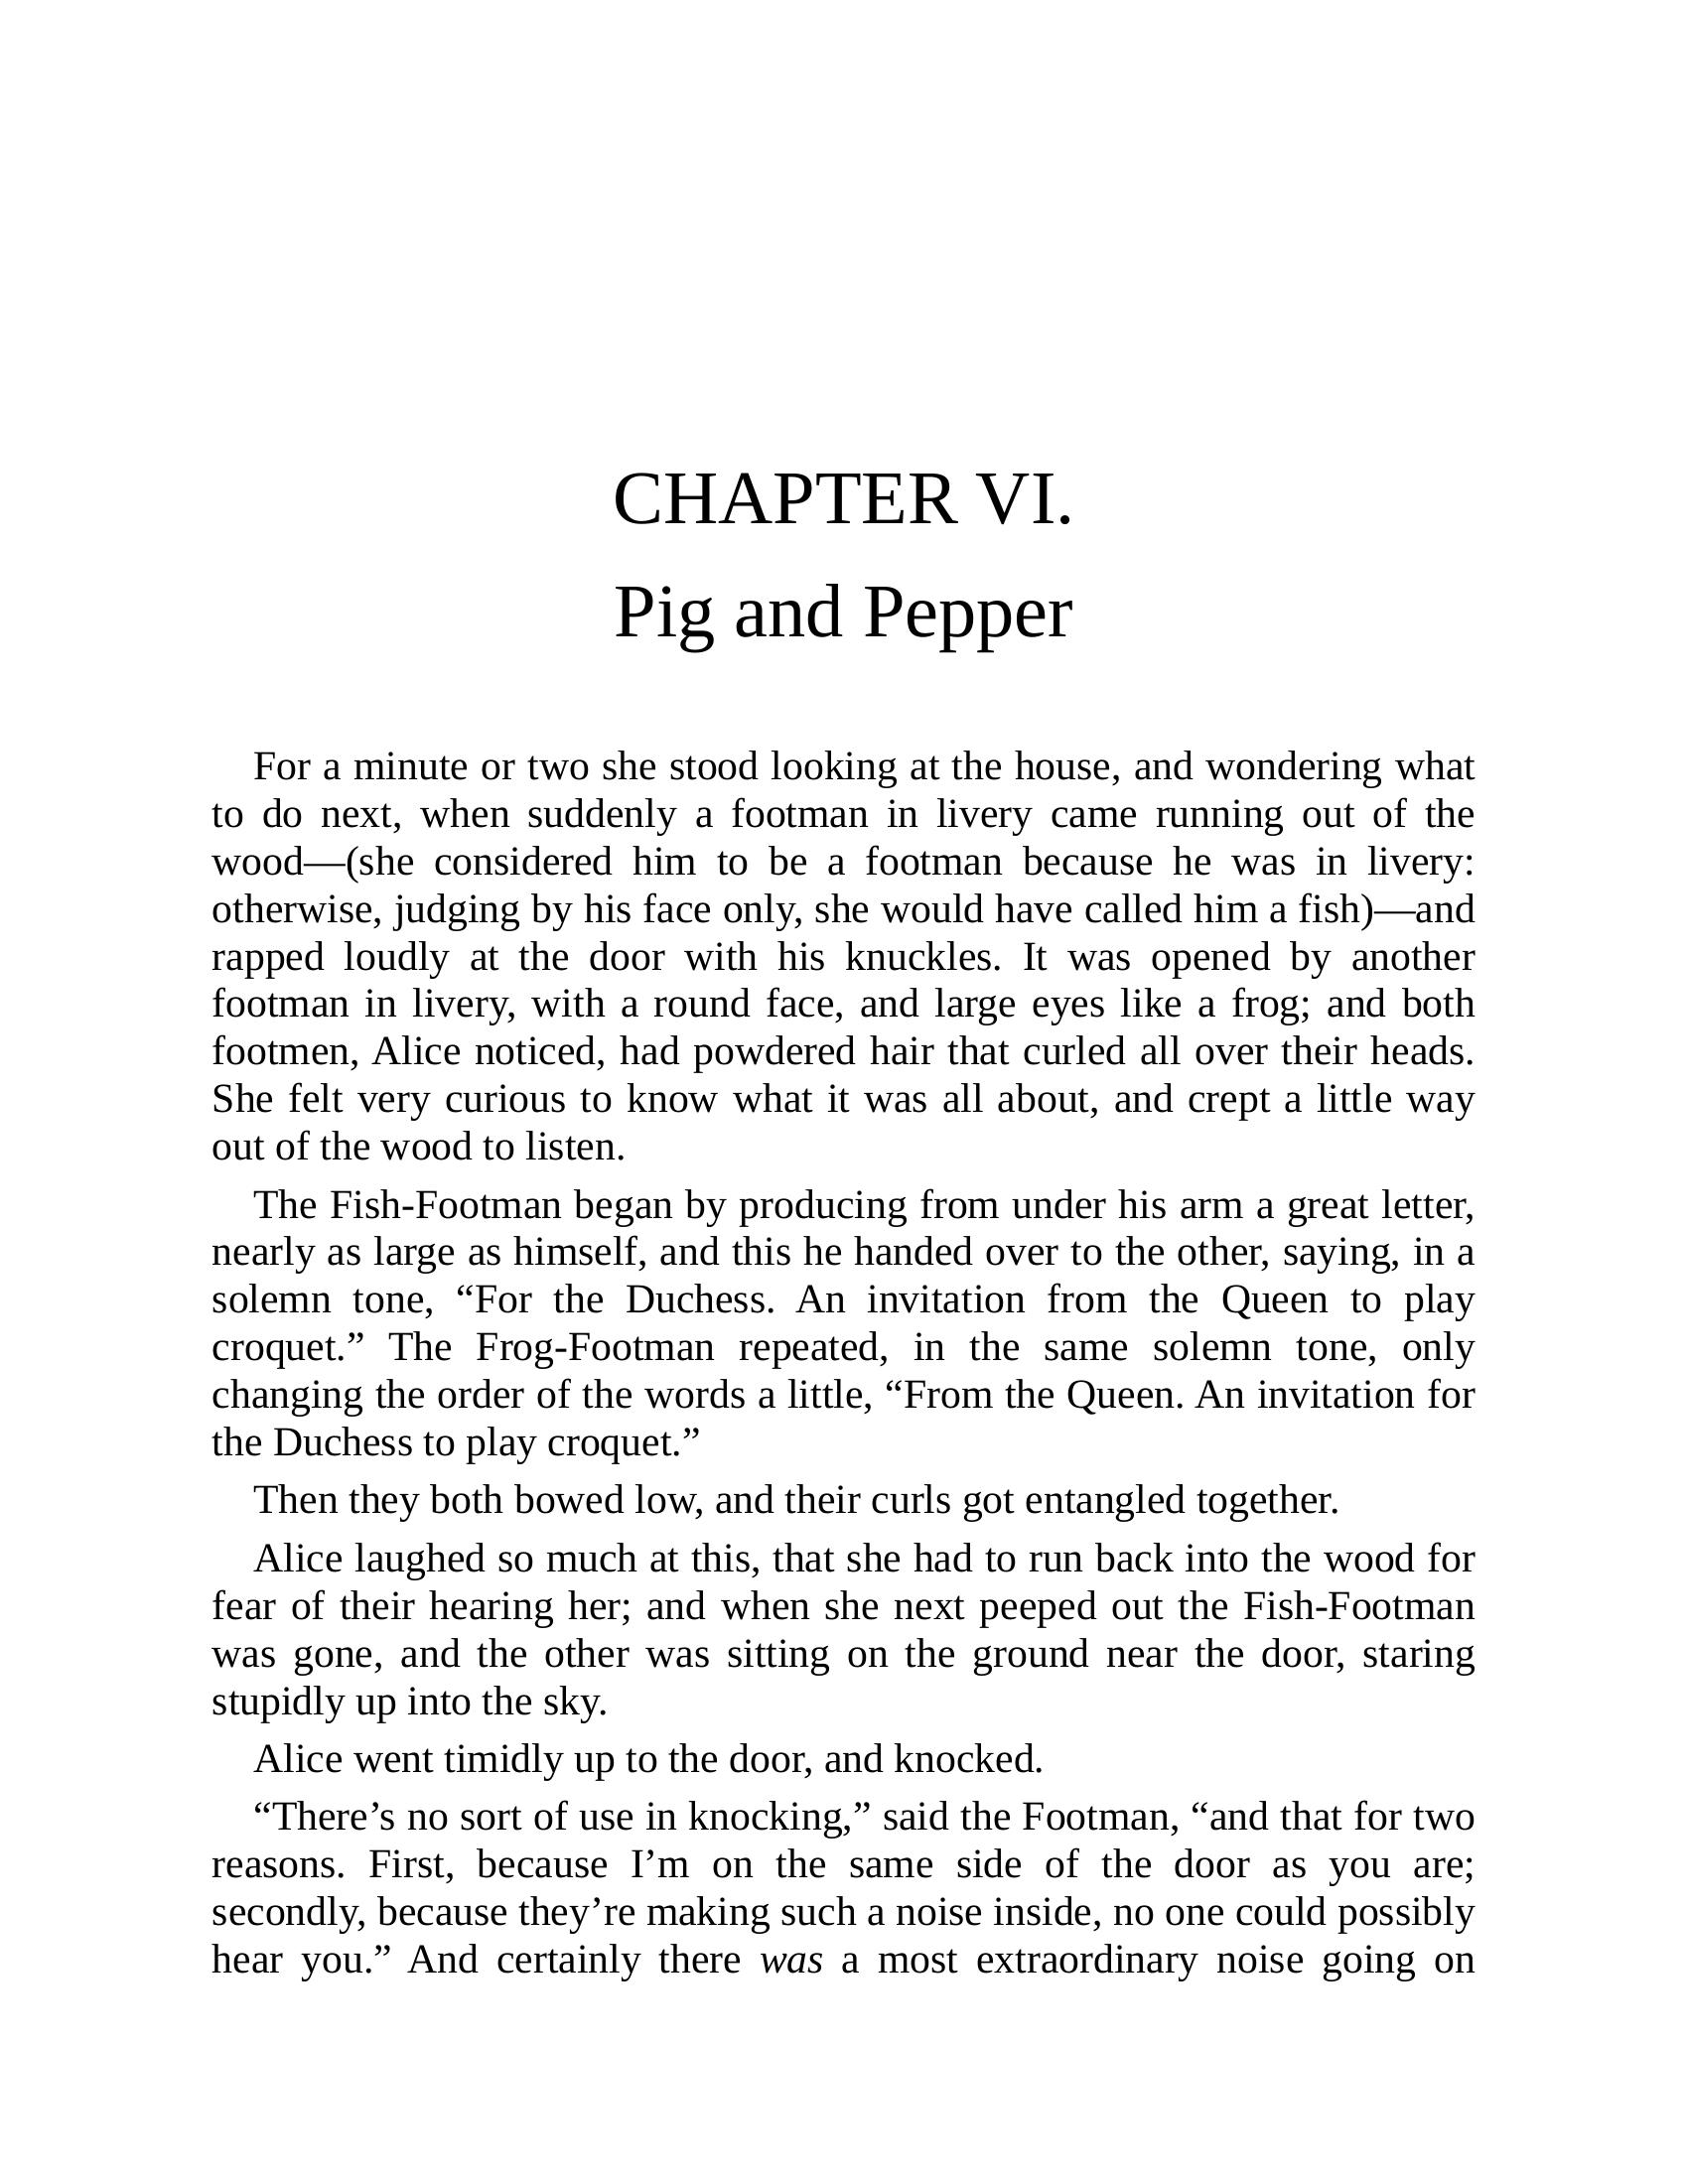 CHAPTER VI.
Pig and Pepper
For a minute or two she stood looking at the house, and wondering what
to do next, when suddenly a footman in livery came running out of the
wood—(she considered him to be a footman because he was in livery:
otherwise, judging by his face only, she would have called him a fish)—and
rapped loudly at the door with his knuckles. It was opened by another
footman in livery, with a round face, and large eyes like a frog; and both
footmen, Alice noticed, had powdered hair that curled all over their heads.
She felt very curious to know what it was all about, and crept a little way
out of the wood to listen.
The Fish-Footman began by producing from under his arm a great letter,
nearly as large as himself, and this he handed over to the other, saying, in a
solemn tone, “For the Duchess. An invitation from the Queen to play
croquet.” The Frog-Footman repeated, in the same solemn tone, only
changing the order of the words a little, “From the Queen. An invitation for
the Duchess to play croquet.”
Then they both bowed low, and their curls got entangled together.
Alice laughed so much at this, that she had to run back into the wood for
fear of their hearing her; and when she next peeped out the Fish-Footman
was gone, and the other was sitting on the ground near the door, staring
stupidly up into the sky.
Alice went timidly up to the door, and knocked.
“There’s no sort of use in knocking,” said the Footman, “and that for two
reasons. First, because I’m on the same side of the door as you are;
secondly, because they’re making such a noise inside, no one could possibly
hear you.” And certainly there was a most extraordinary noise going on